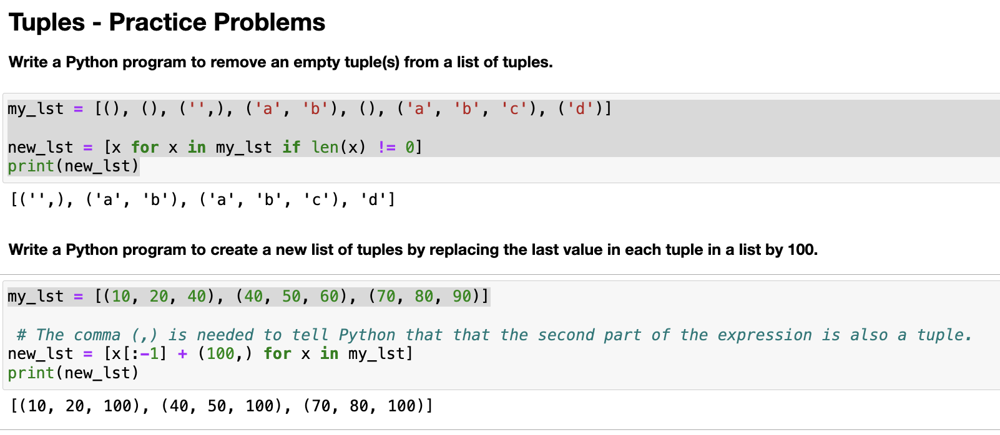 Tuples - Practice Problems
Write a Python program to remove an empty tuple(s) from a list of tuples.
my_lst = [(), (), ('',), ('a', 'b'), (), ('a', 'b', 'c'), ('d')]
new_lst = [x for x in my_lst if len(x) != 0]
print(new_lst)
[('',), ('a', 'b'), ('a', 'b', 'c'), 'd']
Write a Python program to create a new list of tuples by replacing the last value in each tuple in a list by 100.
my_lst = [(10, 20, 40), (40, 50, 60), (70, 80, 90)]
# The comma (,) is needed to tell Python that that the second part of the expression is also a tuple.
new_lst = [x[:-1] + (100,) for x in my_lst]
print(new_lst)
[(10, 20, 100), (40, 50, 100), (70, 80, 100)]